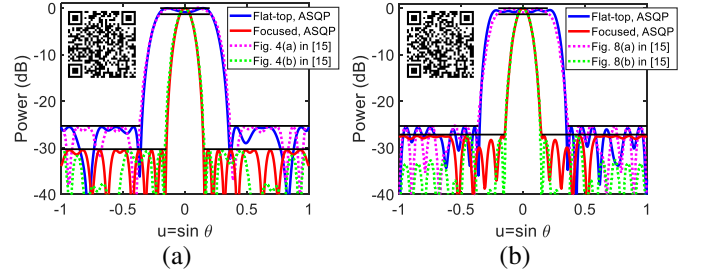 0
-10
-20
-30
-40
Power (dB)
Flat-top, ASQP
Focused, ASQP
Fig. 4(a) in [15]
Fig. 4(b) in [15]
-1
-0.5
0
0.5
1
u=sin θ
(a)
0
-10
-20
-30
-40
Power (dB)
Flat-top, ASQP
Focused, ASQP
Fig. 8(a) in [15]
Fig. 8(b) in [15]
-1
-0.5
0
0.5
1
u=sin θ
(b)